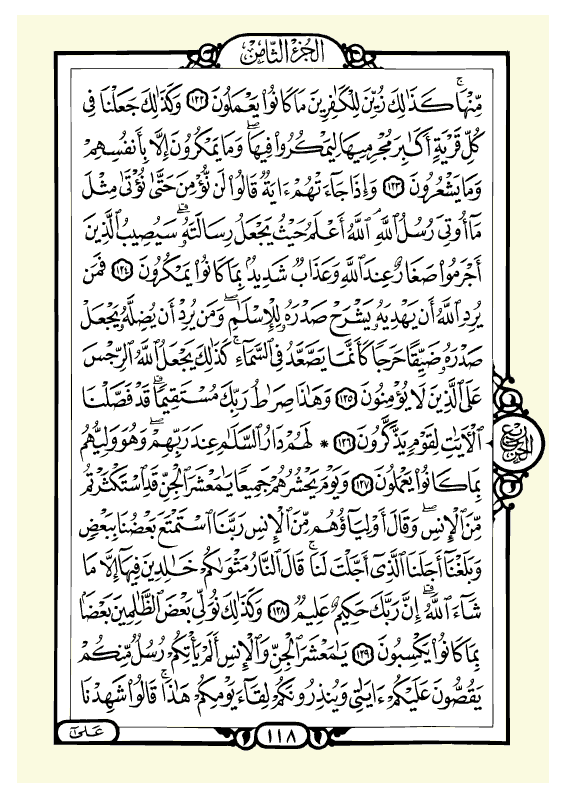 الجُزْءُ الثَّامِنُ
مِّنْهَا ۚ كَذَٰلِكَ زُيِّنَ لِلْكَٰفِرِينَ مَا كَانُوا۟ يَعْمَلُونَ ١٢٢ وَكَذَٰلِكَ جَعَلْنَا فِى
كُلِّ قَرْيَةٍ أَكَٰبِرَ مُجْرِمِيهَا لِيَمْكُرُوا۟ فِيهَا ۖ وَمَا يَمْكُرُونَ إِلَّا بِأَنفُسِهِمْ
وَمَا يَشْعُرُونَ ١٢٣ وَإِذَا جَآءَتْهُمْ ءَايَةٌ قَالُوا۟ لَن نُّؤْمِنَ حَتَّىٰ نُؤْتَىٰ مِثْلَ
مَآ أُوتِىَ رُسُلُ ٱللَّهِ ۘ ٱللَّهُ أَعْلَمُ حَيْثُ يَجْعَلُ رِسَالَتَهُۥ ۗ سَيُصِيبُ ٱلَّذِينَ
أَجْرَمُوا۟ صَغَارٌ عِندَ ٱللَّهِ وَعَذَابٌ شَدِيدٌۢ بِمَا كَانُوا۟ يَمْكُرُونَ ١٢٤ فَمَن
يُرِدِ ٱللَّهُ أَن يَهْدِيَهُۥ يَشْرَحْ صَدْرَهُۥ لِلْإِسْلَٰمِ ۖ وَمَن يُرِدْ أَن يُضِلَّهُۥ يَجْعَلْ
صَدْرَهُۥ ضَيِّقًا حَرَجًا كَأَنَّمَا يَصَّعَّدُ فِى ٱلسَّمَآءِ ۚ كَذَٰلِكَ يَجْعَلُ ٱللَّهُ ٱلرِّجْسَ
عَلَى ٱلَّذِينَ لَا يُؤْمِنُونَ ١٢٥ وَهَٰذَا صِرَٰطُ رَبِّكَ مُسْتَقِيمًا ۗ قَدْ فَصَّلْنَا
ٱلْءَايَٰتِ لِقَوْمٍ يَذَّكَّرُونَ ١٢٦ * لَهُمْ دَارُ ٱلسَّلَٰمِ عِندَ رَبِّهِمْ ۖ وَهُوَ وَلِيُّهُم
ربع الحزب
بِمَا كَانُوا۟ يَعْمَلُونَ ١٢٧ وَيَوْمَ يَحْشُرُهُمْ جَمِيعًا يَٰمَعْشَرَ ٱلْجِنِّ قَدِ ٱسْتَكْثَرْتُم
مِّنَ ٱلْإِنسِ ۖ وَقَالَ أَوْلِيَآؤُهُم مِّنَ ٱلْإِنسِ رَبَّنَا ٱسْتَمْتَعَ بَعْضُنَا بِبَعْضٍ
وَبَلَغْنَآ أَجَلَنَا ٱلَّذِىٓ أَجَّلْتَ لَنَا ۚ قَالَ ٱلنَّارُ مَثْوَىٰكُمْ خَٰلِدِينَ فِيهَآ إِلَّا مَا
شَآءَ ٱللَّهُ ۗ إِنَّ رَبَّكَ حَكِيمٌ عَلِيمٌ ١٢٨ وَكَذَٰلِكَ نُوَلِّى بَعْضَ ٱلظَّٰلِمِينَ بَعْضًۢا
بِمَا كَانُوا۟ يَكْسِبُونَ ١٢٩ يَٰمَعْشَرَ ٱلْجِنِّ وَٱلْإِنسِ أَلَمْ يَأْتِكُمْ رُسُلٌ مِّنكُمْ
يَقُصُّونَ عَلَيْكُمْ ءَايَٰتِى وَيُنذِرُونَكُمْ لِقَآءَ يَوْمِكُمْ هَٰذَا ۚ قَالُوا۟ شَهِدْنَا
١١٨
عَلَىٰٓ